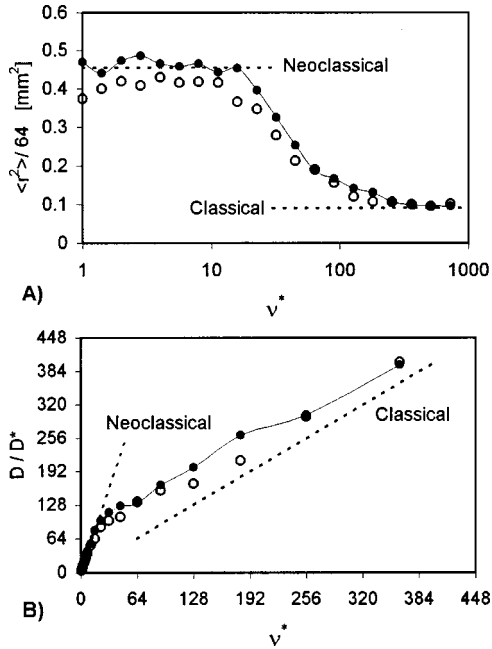 0.6
0.5
0.4
0.3
0.2
0.1
0
<r²>/ 64 [mm²]
Neoclassical
Classical
1 10 100 1000
A)
ν*
448
384
320
256
192
128
64
0
D / D*
Neoclassical
Classical
0 64 128 192 256 320 384 448
B)
ν*